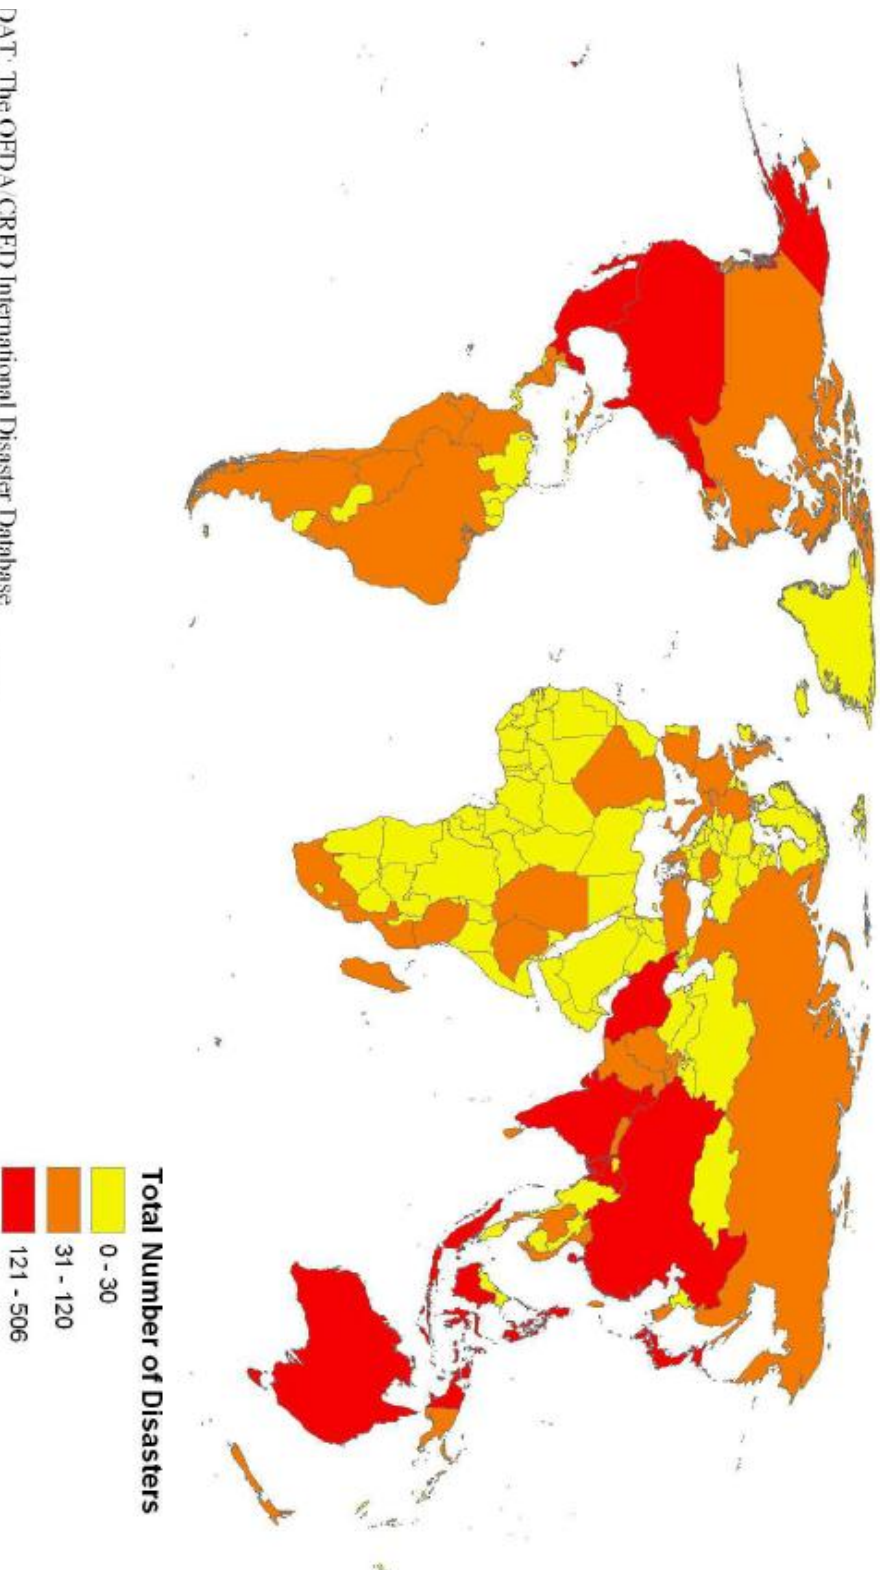 Total Number of Disasters
0 - 30
31 - 120
121 - 506
DAT: The OFDA/CRED International Disaster Database